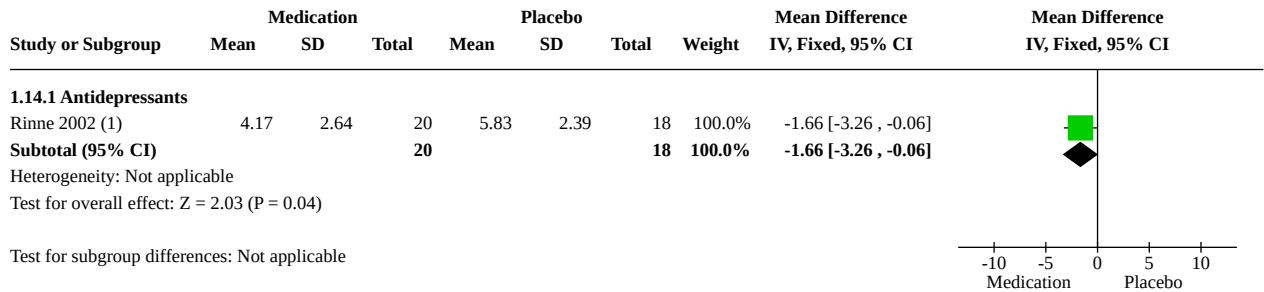 Medication Placebo Mean Difference Mean Difference
Study or Subgroup Mean SD Total Mean SD Total Weight IV, Fixed, 95% CI IV, Fixed, 95% CI
1.14.1 Antidepressants
Rinne 2002 (1) 4.17 2.64 20 5.83 2.39 18 100.0% -1.66 [-3.26 , -0.06]
Subtotal (95% CI) 20 18 100.0% -1.66 [-3.26 , -0.06]
Heterogeneity: Not applicable
Test for overall effect: Z = 2.03 (P = 0.04)
Test for subgroup differences: Not applicable
-10 -5 0 5 10
Medication Placebo